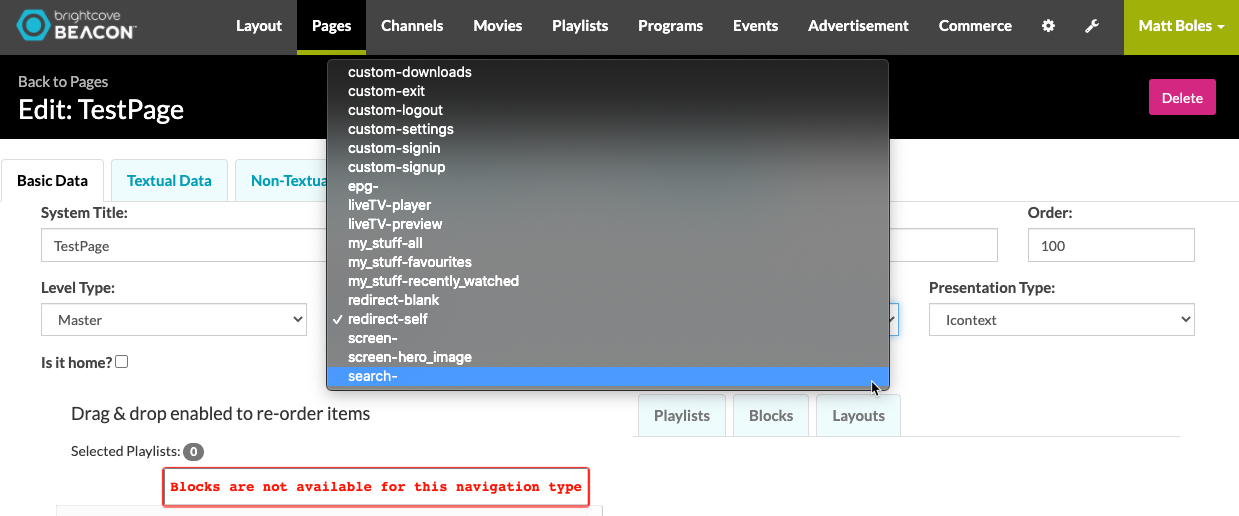 brightcove
BEACON™
Layout
Pages
Channels
Movies
Playlists
Programs
Events
Advertisement
Commerce
Matt Boles
Back to Pages
Edit: TestPage
Delete
custom-downloads
custom-exit
custom-logout
custom-settings
custom-signin
custom-signup
epg-
liveTV-player
liveTV-preview
my_stuff-all
my_stuff-favourites
my_stuff-recently_watched
redirect-blank
✓ redirect-self
screen-
screen-hero_image
search-
Basic Data
Textual Data
Non-Textua
System Title:
TestPage
Order:
100
Level Type:
Master
Presentation Type:
Icontext
Is it home?
Drag & drop enabled to re-order items
Selected Playlists: 0
Blocks are not available for this navigation type
Playlists
Blocks
Layouts